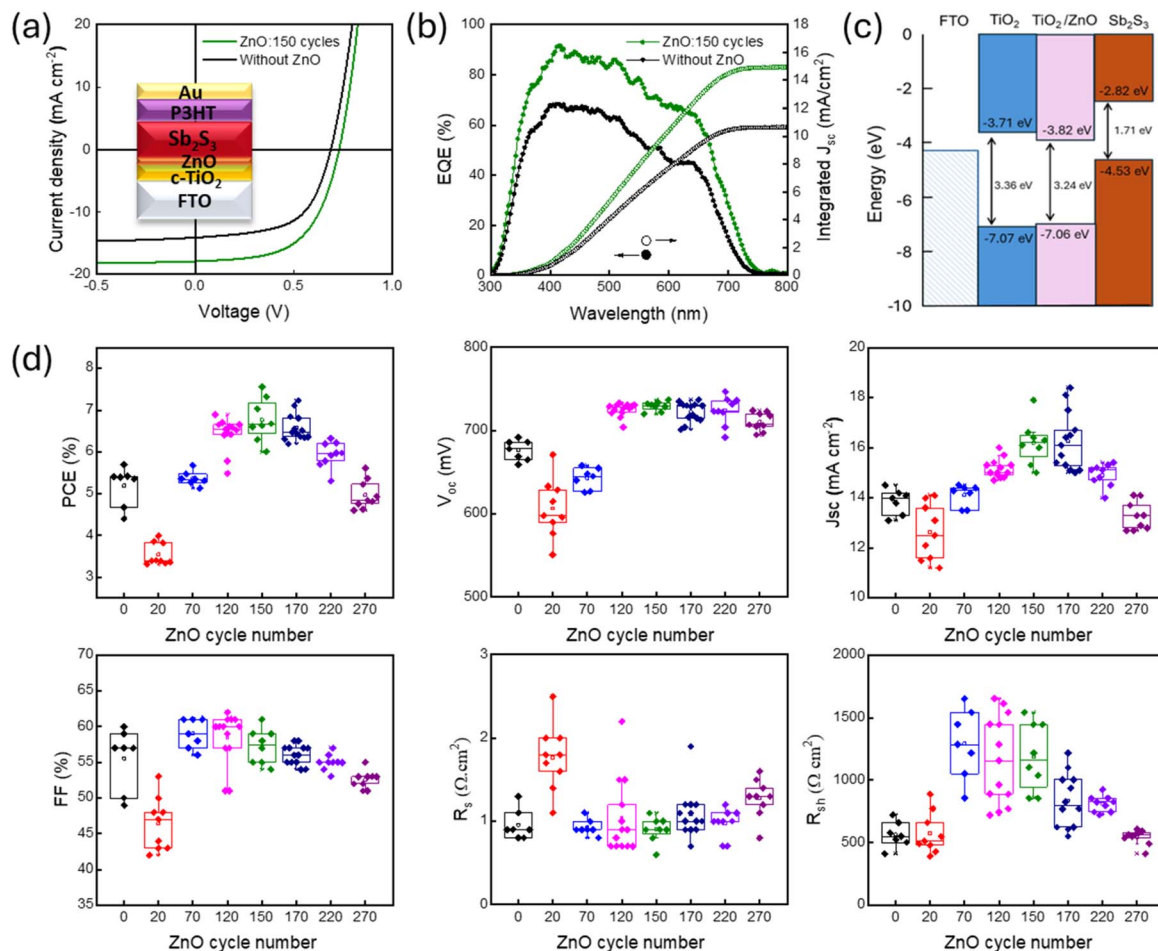 (a)
Current density (mA cm⁻²)
20
10
0
-10
-20
-0.5
0.0
0.5
1.0
Voltage (V)
ZnO:150 cycles
Without ZnO
Au
P3HT
Sb₂S₃
ZnO
c-TiO₂
FTO
(b)
EQE (%)
100
80
60
40
20
0
300
400
500
600
700
800
Wavelength (nm)
ZnO:150 cycles
Without ZnO
18
16
14
12
10
8
6
4
2
0
Integrated Jsc (mA/cm²)
(c)
FTO
TiO₂
TiO₂/ZnO
Sb₂S₃
Energy (eV)
0
-2
-4
-6
-8
-10
-3.71 eV
3.36 eV
-7.07 eV
-3.82 eV
3.24 eV
-7.06 eV
-2.82 eV
1.71 eV
-4.53 eV
(d)
PCE (%)
8
7
6
5
4
3
0
20
70
120
150
170
220
270
ZnO cycle number
Voc (mV)
800
700
600
500
0
20
70
120
150
170
220
270
ZnO cycle number
Jsc (mA cm⁻²)
20
18
16
14
12
10
0
20
70
120
150
170
220
270
ZnO cycle number
FF (%)
70
65
60
55
50
45
40
35
0
20
70
120
150
170
220
270
ZnO cycle number
Rs (Ω.cm²)
3
2
1
0
0
20
70
120
150
170
220
270
ZnO cycle number
Rsh (Ω cm²)
2000
1500
1000
500
0
0
20
70
120
150
170
220
270
ZnO cycle number